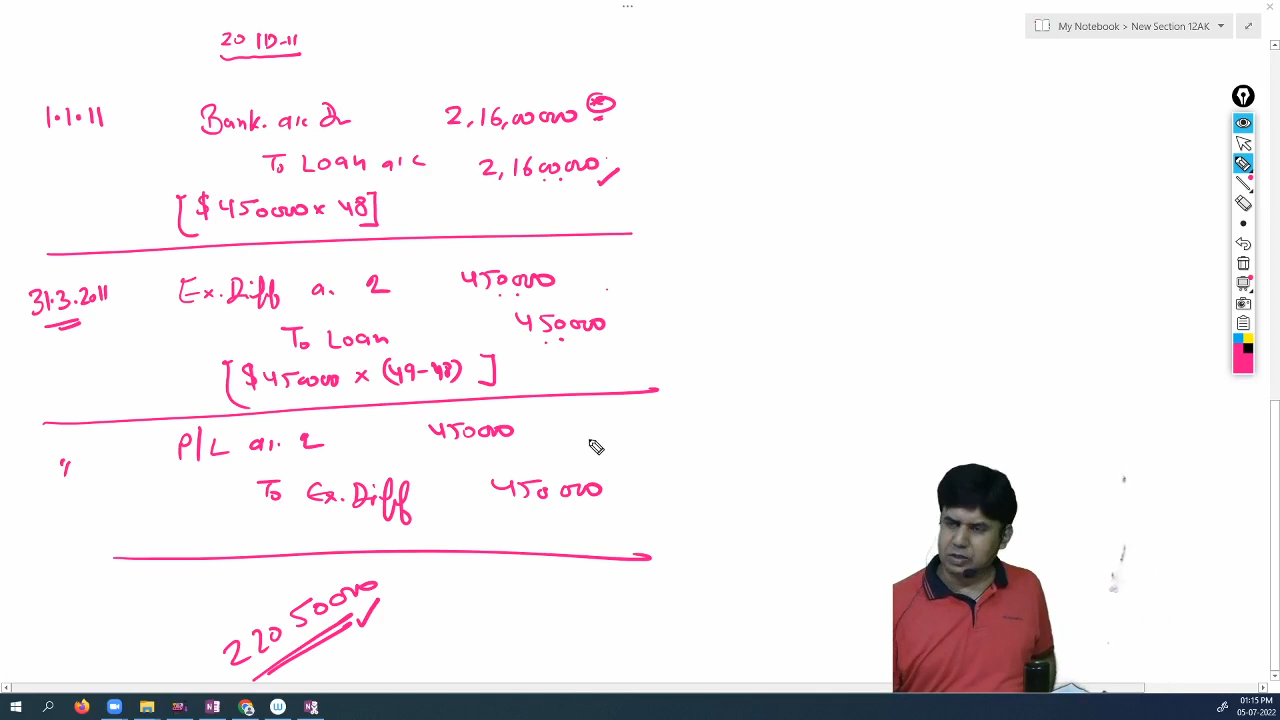 ...
My Notebook > New Section 12AK
2010-11
1.1.11 Bank. a/c Dr 2,16,00000
To Loan a/c 2,1600000
[$ 450000 x 48]
31.3.2011 Ex. Diff a. 2 450000
To Loan 450000
[$ 450000 x (49-48) ]
P/L a/. 2 450000
"
To Ex. Diff 450000
22050000
01:15 PM
05-07-2022